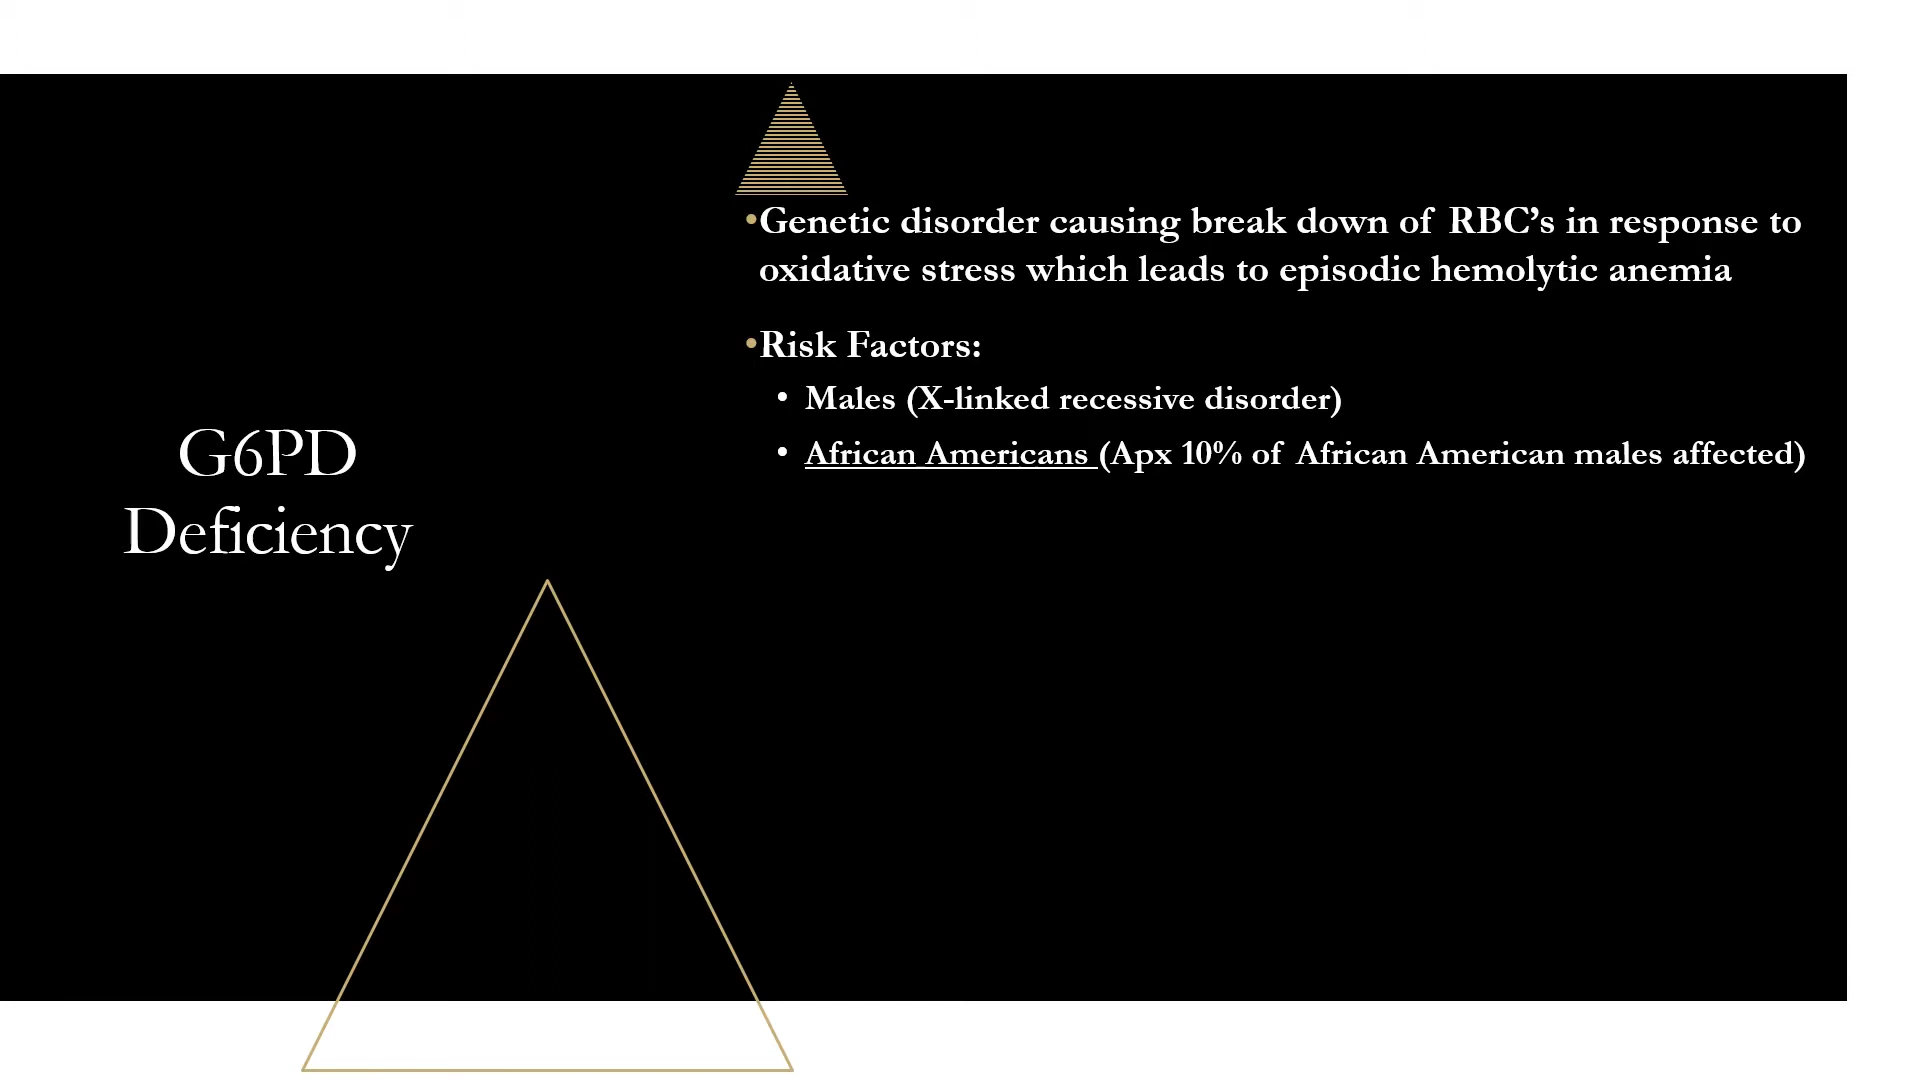 G6PD
Deficiency
•Genetic disorder causing break down of RBC’s in response to
oxidative stress which leads to episodic hemolytic anemia
•Risk Factors:
• Males (X-linked recessive disorder)
• African Americans (Apx 10% of African American males affected)